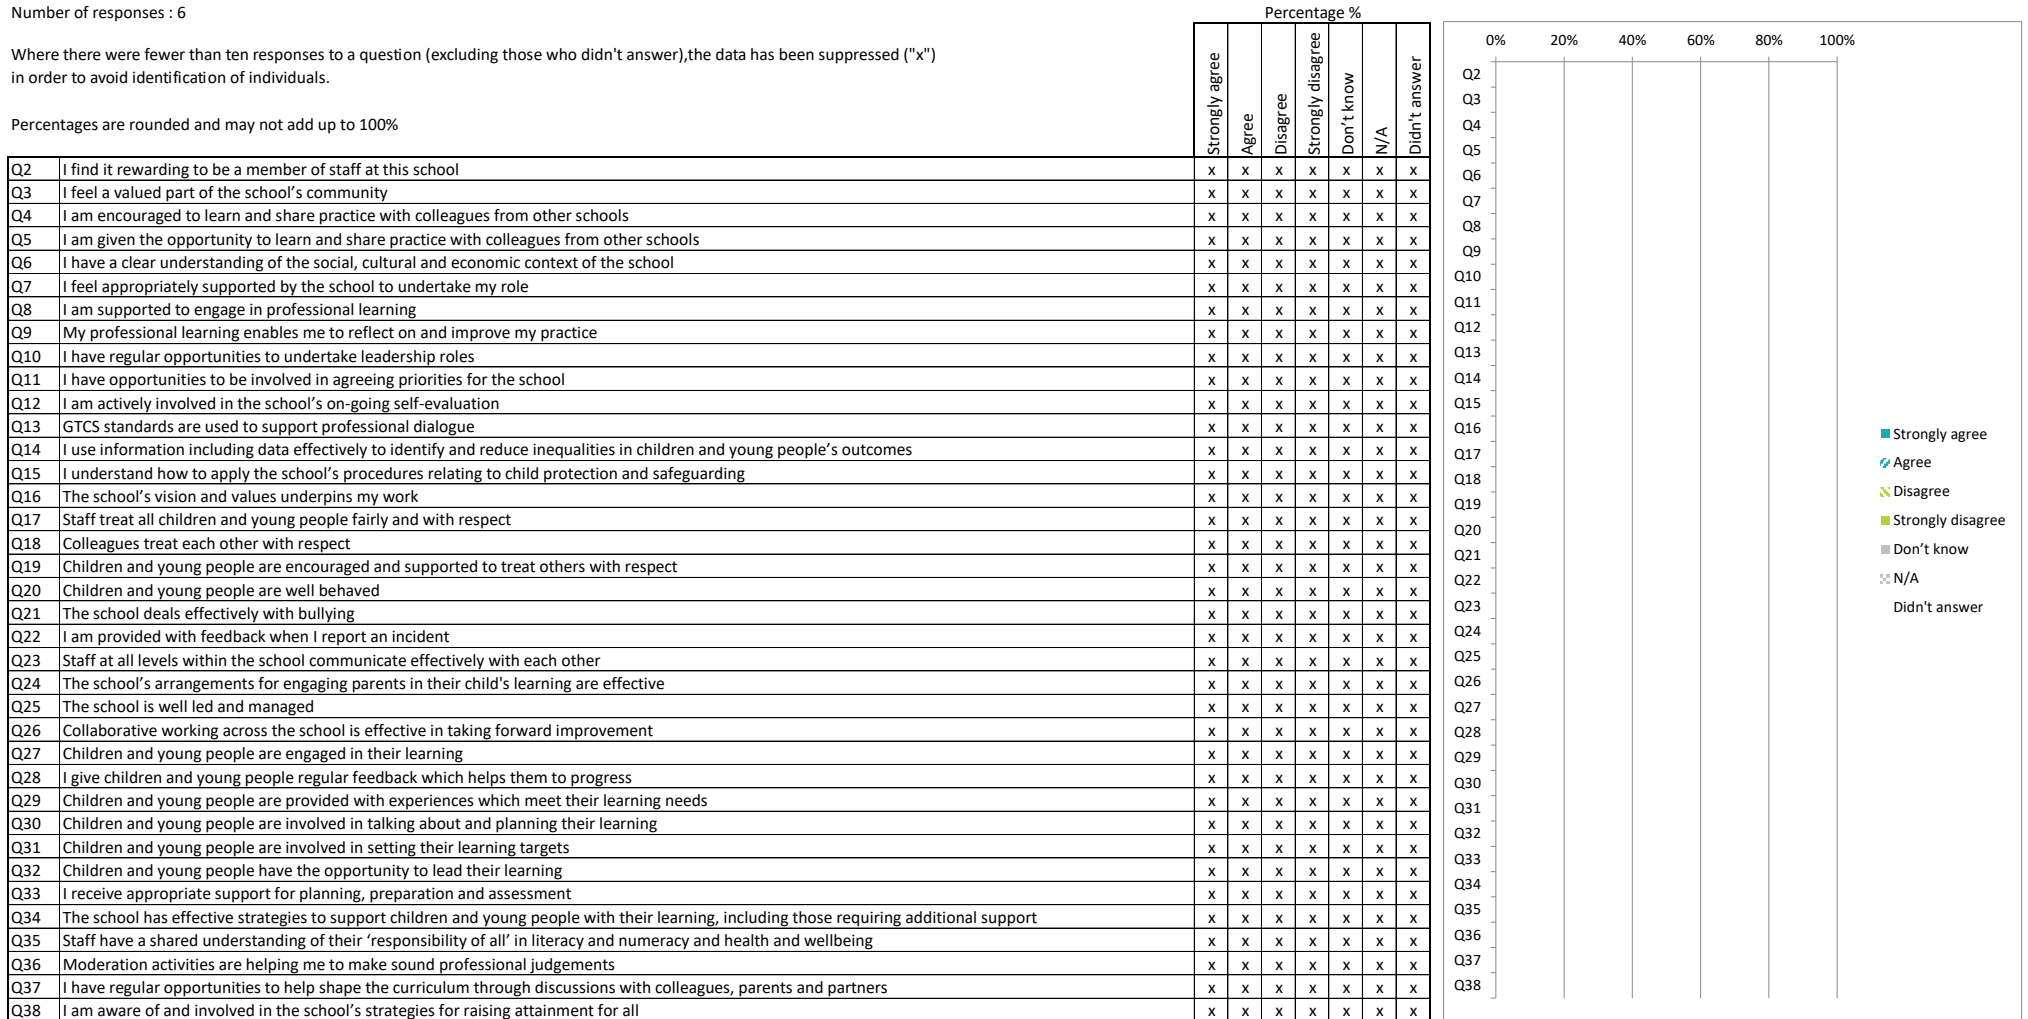 Number of responses : 6
Percentage %
Where there were fewer than ten responses to a question (excluding those who didn't answer),the data has been suppressed ("x")
in order to avoid identification of individuals.
Percentages are rounded and may not add up to 100%
Strongly agree
Agree
Disagree
Strongly disagree
Don't know
N/A
Didn't answer
Q2 I find it rewarding to be a member of staff at this school x x x x x x x
Q3 I feel a valued part of the school’s community x x x x x x x
Q4 I am encouraged to learn and share practice with colleagues from other schools x x x x x x x
Q5 I am given the opportunity to learn and share practice with colleagues from other schools x x x x x x x
Q6 I have a clear understanding of the social, cultural and economic context of the school x x x x x x x
Q7 I feel appropriately supported by the school to undertake my role x x x x x x x
Q8 I am supported to engage in professional learning x x x x x x x
Q9 My professional learning enables me to reflect on and improve my practice x x x x x x x
Q10 I have regular opportunities to undertake leadership roles x x x x x x x
Q11 I have opportunities to be involved in agreeing priorities for the school x x x x x x x
Q12 I am actively involved in the school’s on-going self-evaluation x x x x x x x
Q13 GTCS standards are used to support professional dialogue x x x x x x x
Q14 I use information including data effectively to identify and reduce inequalities in children and young people’s outcomes x x x x x x x
Q15 I understand how to apply the school’s procedures relating to child protection and safeguarding x x x x x x x
Q16 The school’s vision and values underpins my work x x x x x x x
Q17 Staff treat all children and young people fairly and with respect x x x x x x x
Q18 Colleagues treat each other with respect x x x x x x x
Q19 Children and young people are encouraged and supported to treat others with respect x x x x x x x
Q20 Children and young people are well behaved x x x x x x x
Q21 The school deals effectively with bullying x x x x x x x
Q22 I am provided with feedback when I report an incident x x x x x x x
Q23 Staff at all levels within the school communicate effectively with each other x x x x x x x
Q24 The school’s arrangements for engaging parents in their child's learning are effective x x x x x x x
Q25 The school is well led and managed x x x x x x x
Q26 Collaborative working across the school is effective in taking forward improvement x x x x x x x
Q27 Children and young people are engaged in their learning x x x x x x x
Q28 I give children and young people regular feedback which helps them to progress x x x x x x x
Q29 Children and young people are provided with experiences which meet their learning needs x x x x x x x
Q30 Children and young people are involved in talking about and planning their learning x x x x x x x
Q31 Children and young people are involved in setting their learning targets x x x x x x x
Q32 Children and young people have the opportunity to lead their learning x x x x x x x
Q33 I receive appropriate support for planning, preparation and assessment x x x x x x x
Q34 The school has effective strategies to support children and young people with their learning, including those requiring additional support x x x x x x x
Q35 Staff have a shared understanding of their ‘responsibility of all’ in literacy and numeracy and health and wellbeing x x x x x x x
Q36 Moderation activities are helping me to make sound professional judgements x x x x x x x
Q37 I have regular opportunities to help shape the curriculum through discussions with colleagues, parents and partners x x x x x x x
Q38 I am aware of and involved in the school’s strategies for raising attainment for all x x x x x x x
0% 20% 40% 60% 80% 100%
Q2
Q3
Q4
Q5
Q6
Q7
Q8
Q9
Q10
Q11
Q12
Q13
Q14
Q15
Q16
Q17
Q18
Q19
Q20
Q21
Q22
Q23
Q24
Q25
Q26
Q27
Q28
Q29
Q30
Q31
Q32
Q33
Q34
Q35
Q36
Q37
Q38
Strongly agree
Agree
Disagree
Strongly disagree
Don’t know
N/A
Didn't answer